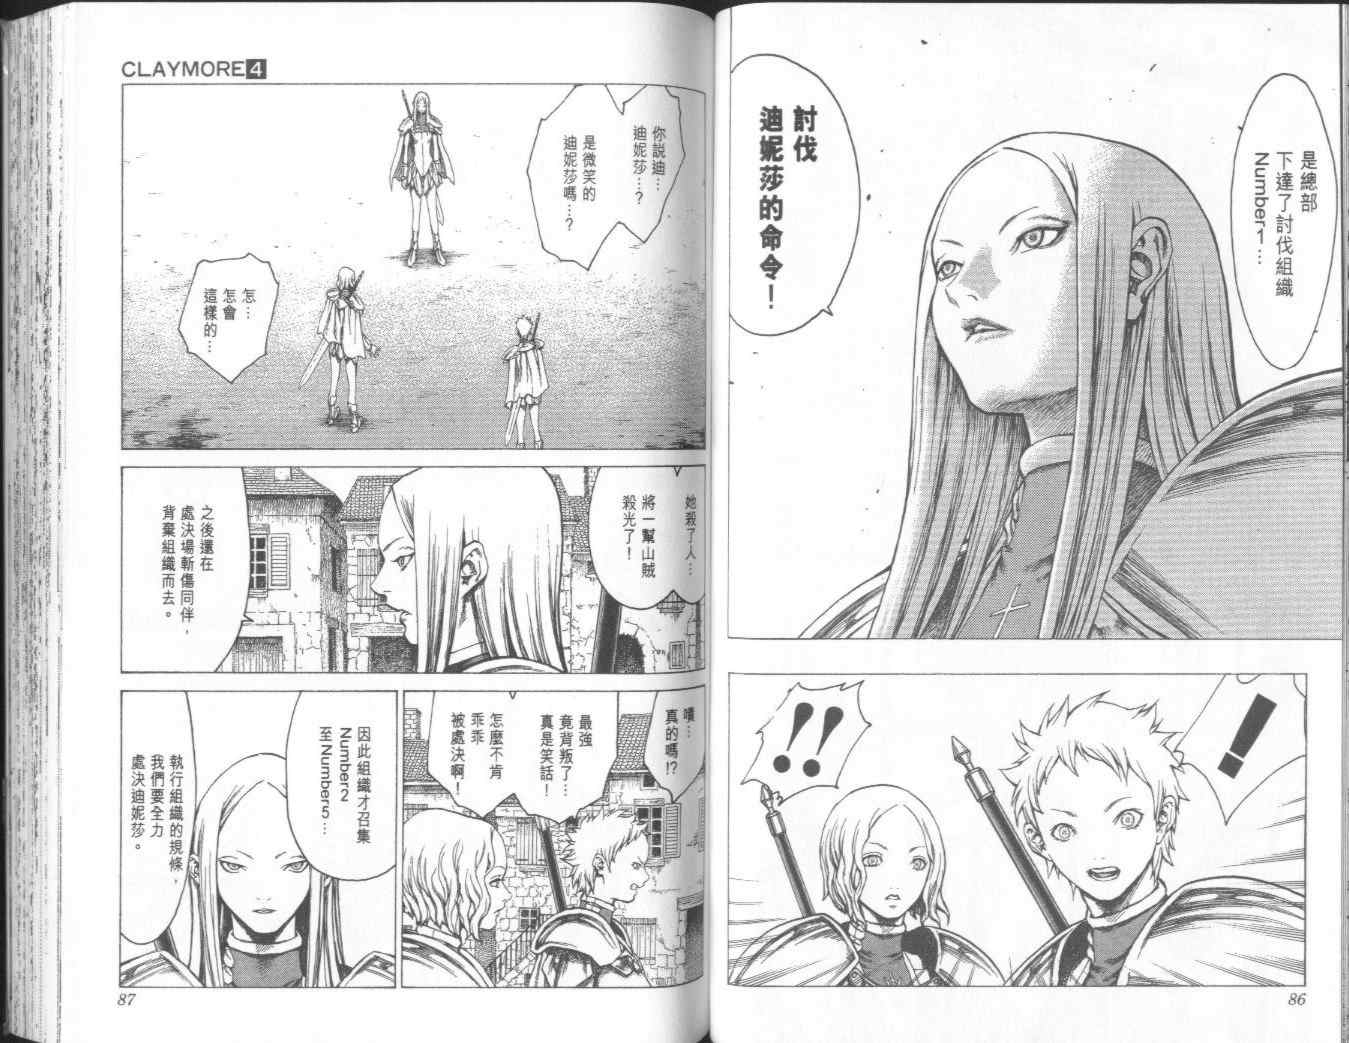 是總部
下達了討伐組織
Number1…
討伐
迪妮莎的命令！
！
!!
86
CLAYMORE4
你說迪…
迪妮莎…？
是微笑的
迪妮莎嗎…？
怎…
怎會
這樣的…
她殺了人…
將一幫山賊
殺光了！
之後還在
處決場斬傷同伴，
背棄組織而去。
嘖…
真的嗎!?
最強
竟背叛了…
真是笑話！
怎麼不肯
乖乖
被處決啊！
因此組織才召集
Number2
至Number5…
執行組織的規條，
我們要全力
處決迪妮莎。
87